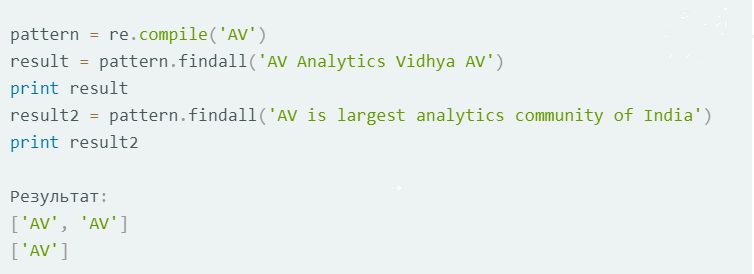 pattern = re.compile('AV')
result = pattern.findall('AV Analytics Vidhya AV')
print result
result2 = pattern.findall('AV is largest analytics community of India')
print result2
Результат:
['AV', 'AV']
['AV']